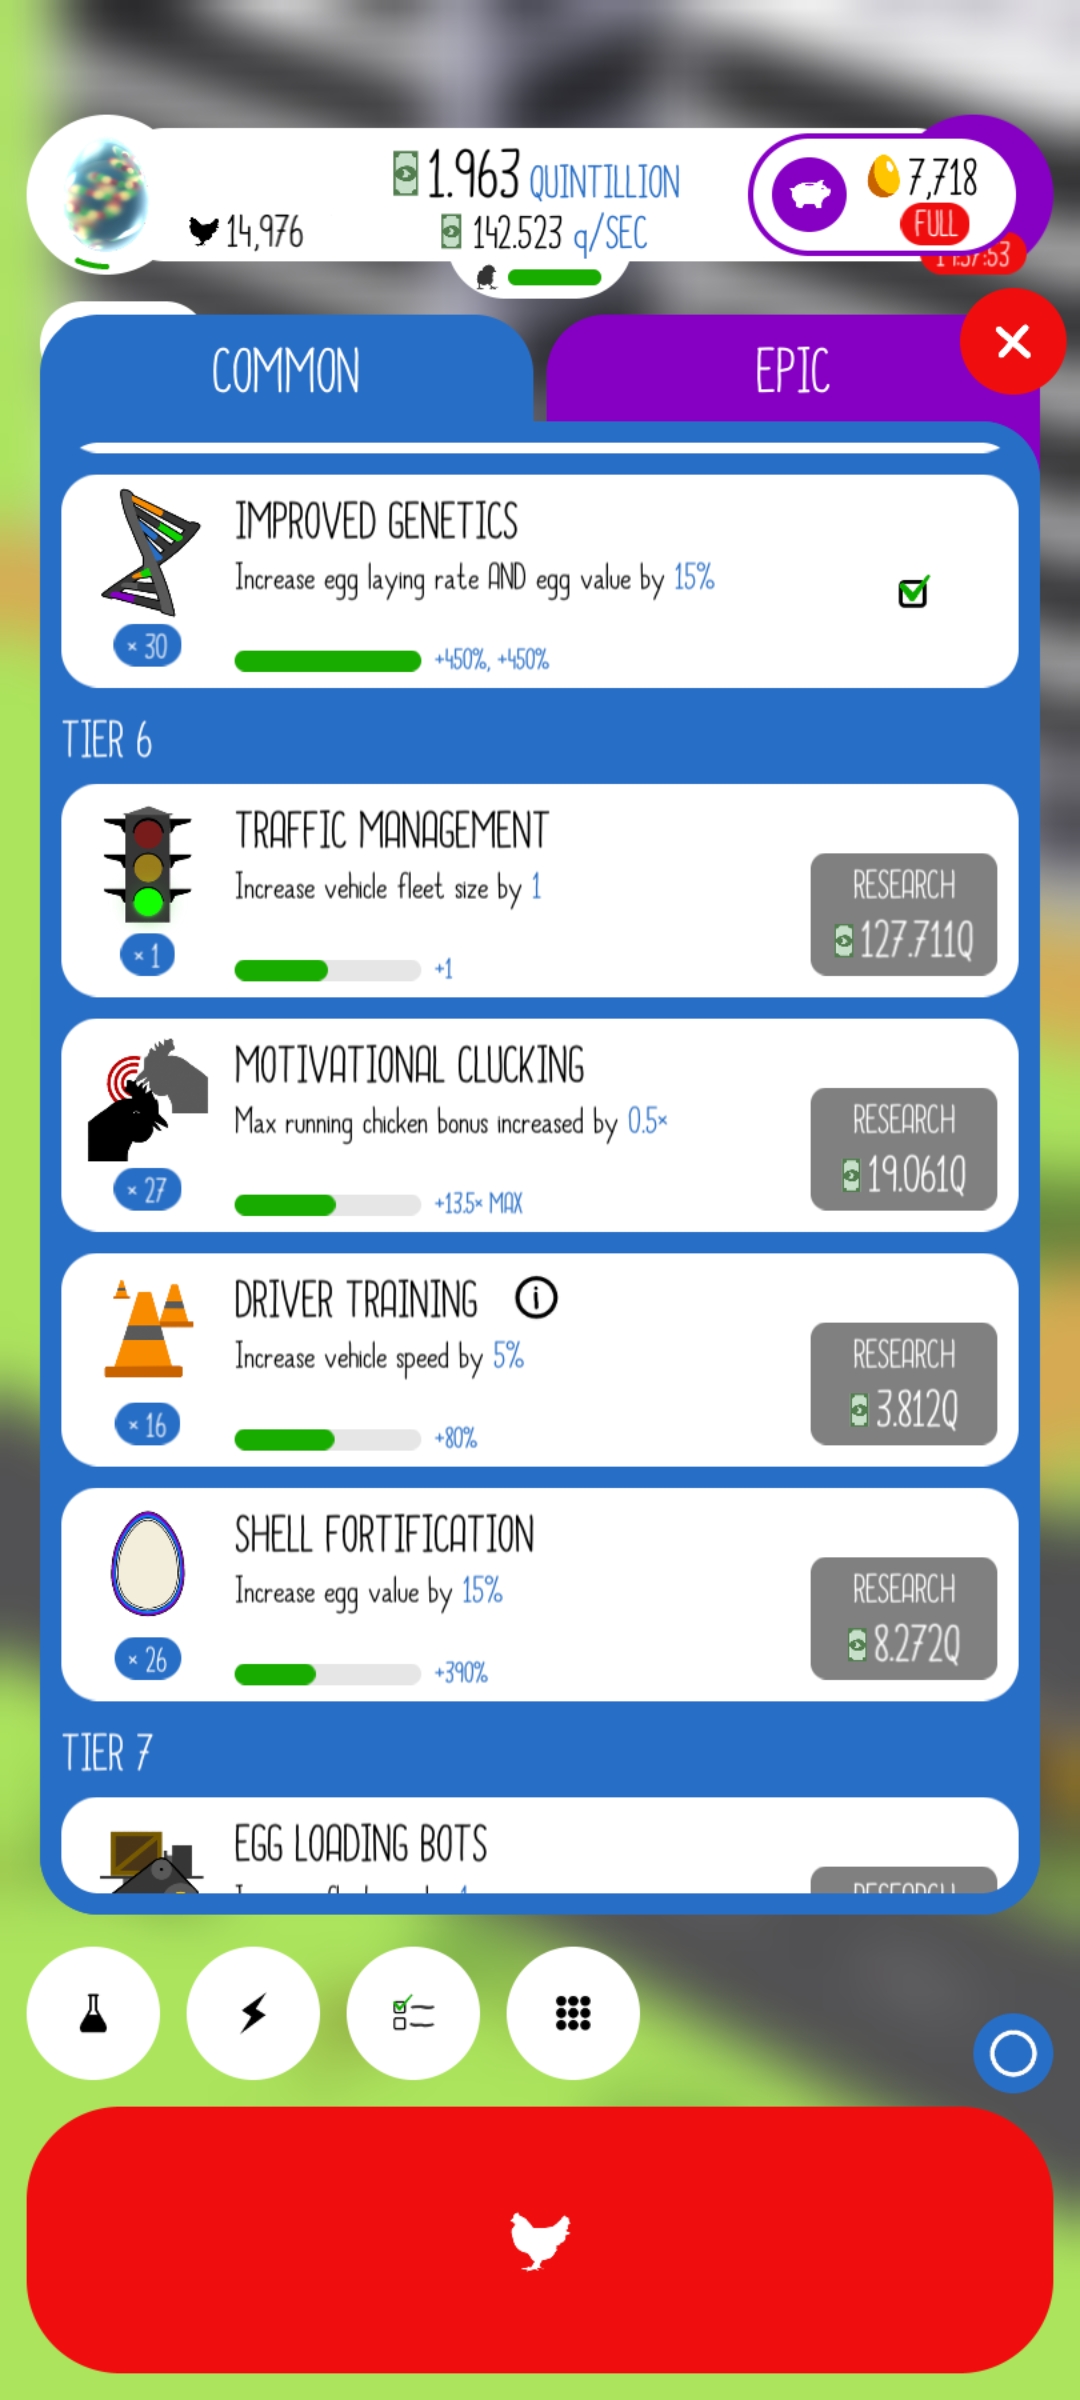 1.963 QUINTILLION
7,718
14,976
142.523 q/SEC
FULL
COMMON
EPIC
IMPROVED GENETICS
Increase egg laying rate AND egg value by 15%
× 30
+450%, +450%
TIER 6
TRAFFIC MANAGEMENT
Increase vehicle fleet size by 1
RESEARCH
127.711Q
× 1
+1
MOTIVATIONAL CLUCKING
Max running chicken bonus increased by 0.5×
RESEARCH
19.061Q
× 27
+13.5× MAX
DRIVER TRAINING
Increase vehicle speed by 5%
RESEARCH
3.812Q
× 16
+80%
SHELL FORTIFICATION
Increase egg value by 15%
RESEARCH
8.272Q
× 26
+390%
TIER 7
EGG LOADING BOTS
RESEARCH